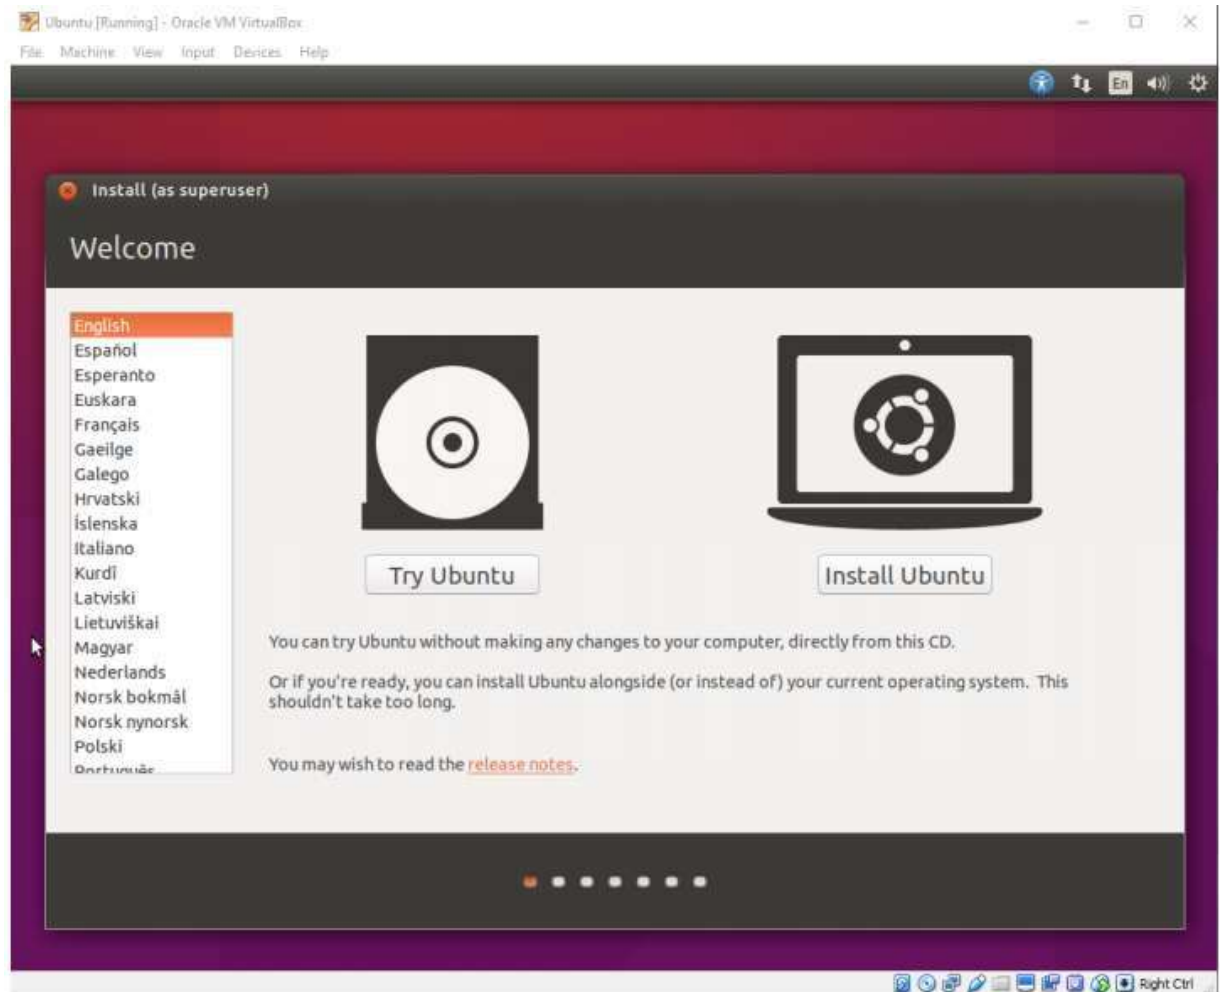 Ubuntu [Running] - Oracle VM VirtualBox
File Machine View Input Devices Help
En
Install (as superuser)
Welcome
English
Español
Esperanto
Euskara
Français
Gaeilge
Galego
Hrvatski
Íslenska
Italiano
Kurdî
Latviski
Lietuviškai
Magyar
Nederlands
Norsk bokmål
Norsk nynorsk
Polski
Português
Try Ubuntu
Install Ubuntu
You can try Ubuntu without making any changes to your computer, directly from this CD.
Or if you're ready, you can install Ubuntu alongside (or instead of) your current operating system. This
shouldn't take too long.
You may wish to read the release notes.
Right Ctrl